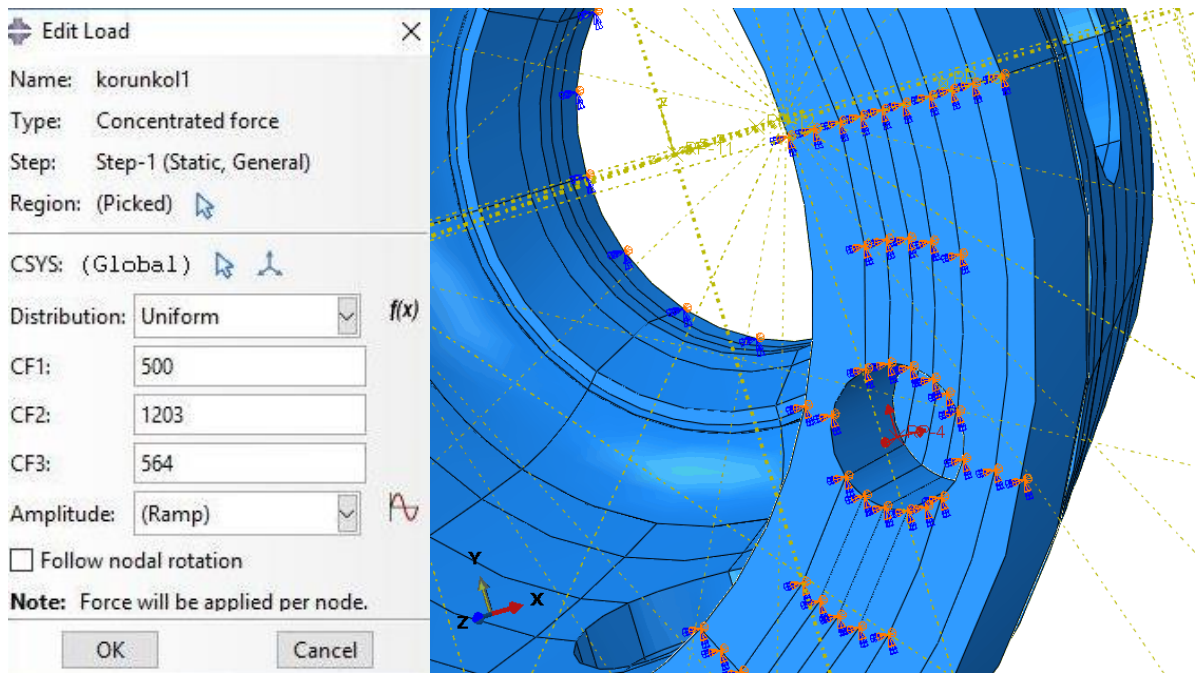 Edit Load
Name: korunkol1
Type: Concentrated force
Step: Step-1 (Static, General)
Region: (Picked)
CSYS: (Global)
Distribution: Uniform f(x)
CF1: 500
CF2: 1203
CF3: 564
Amplitude: (Ramp)
Follow nodal rotation
Note: Force will be applied per node.
OK Cancel
Y
X
Z